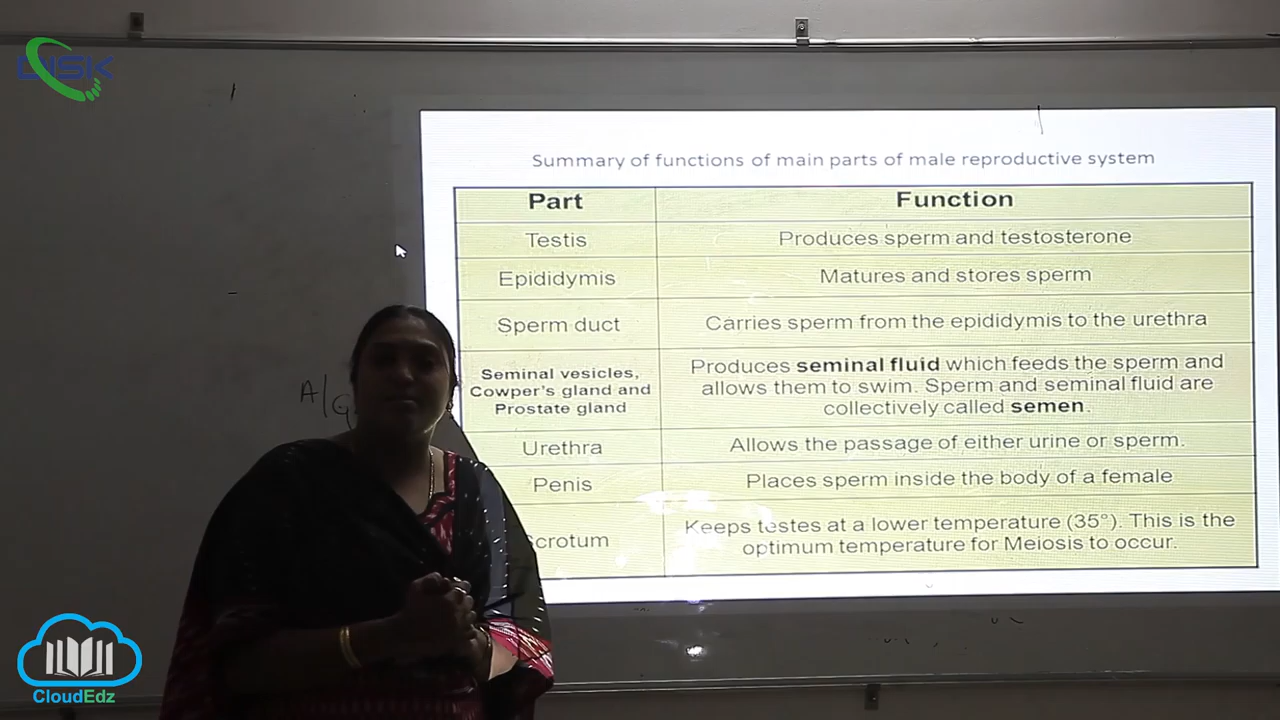 DISK
Summary of functions of main parts of male reproductive system
Part
Function
Testis
Produces sperm and testosterone
Epididymis
Matures and stores sperm
Sperm duct
Carries sperm from the epididymis to the urethra
Seminal vesicles,
Cowper's gland and
Prostate gland
Produces seminal fluid which feeds the sperm and
allows them to swim. Sperm and seminal fluid are
collectively called semen.
Urethra
Allows the passage of either urine or sperm.
Penis
Places sperm inside the body of a female
crotum
Keeps testes at a lower temperature (35°). This is the
optimum temperature for Meiosis to occur.
A/G
CloudEdz